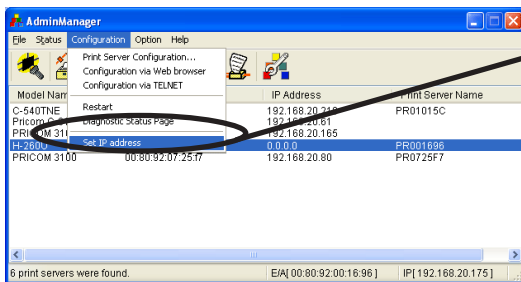 AdminManager
File Status Configuration Option Help
Print Server Configuration...
Configuration via Web browser
Configuration via TELNET
Restart
Diagnostic Status Page
Set IP address
Model Nam IP Address Print Server Name
C-540TNE 192.168.20.21 PR01015C
Pricom C 192.168.20.61
PRICOM 31 192.168.20.165
H-2600 0.0.0.0 PR001696
PRICOM 3100 00:80:92:07:25:f7 192.168.20.80 PR0725F7
6 print servers were found. E/A[ 00:80:92:00:16:96 ] IP[ 192.168.20.175 ]